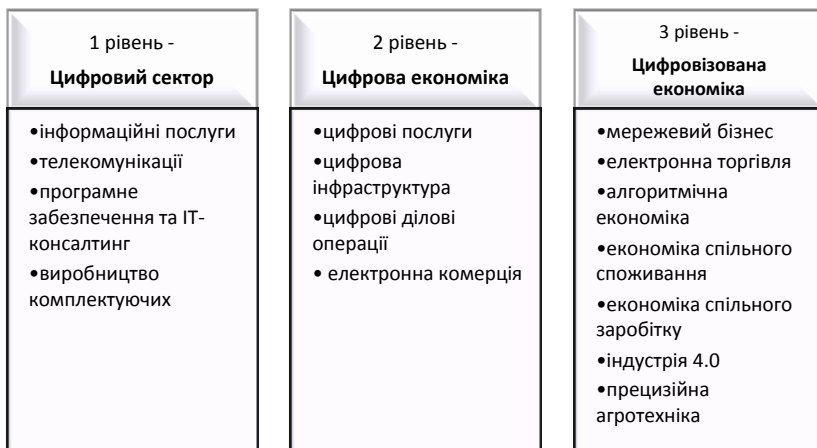 1 рівень -
Цифровий сектор
•інформаційні послуги
•телекомунікації
•програмне
забезпечення та ІТ-
консалтинг
•виробництво
комплектуючих
2 рівень -
Цифрова економіка
•цифрові послуги
•цифрова
інфраструктура
•цифрові ділові
операції
• електронна комерція
3 рівень -
Цифровізована
економіка
•мережевий бізнес
•електронна торгівля
•алгоритмічна
економіка
•економіка спільного
споживання
•економіка спільного
заробітку
•індустрія 4.0
•прецизійна
агротехніка